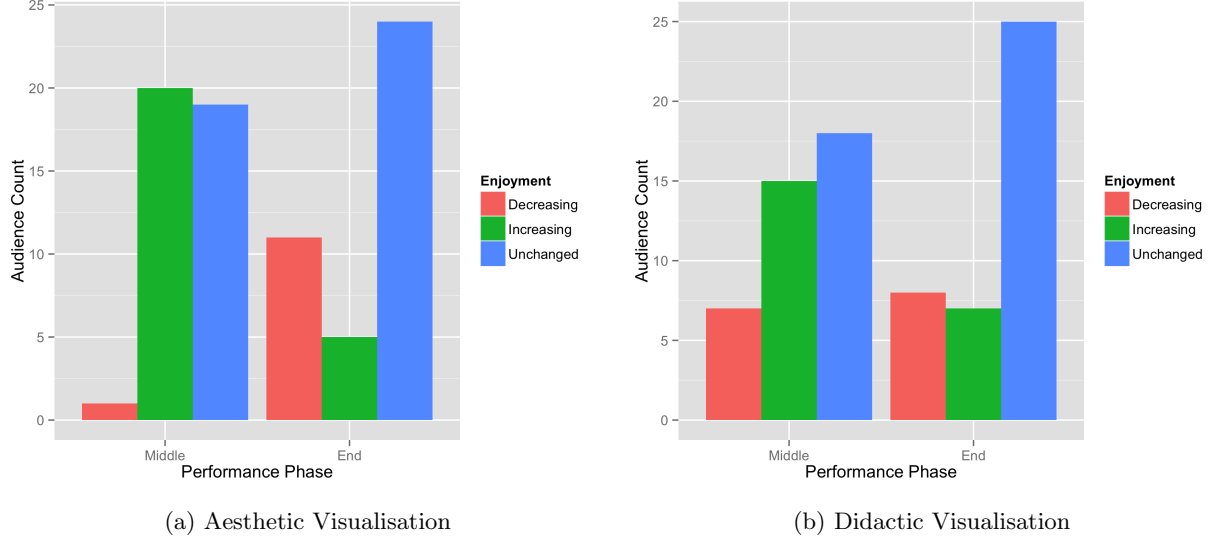 25
20
15
10
5
0
Audience Count
Middle
End
Performance Phase
Enjoyment
Decreasing
Increasing
Unchanged
(a) Aesthetic Visualisation
25
20
15
10
5
0
Audience Count
Middle
End
Performance Phase
Enjoyment
Decreasing
Increasing
Unchanged
(b) Didactic Visualisation